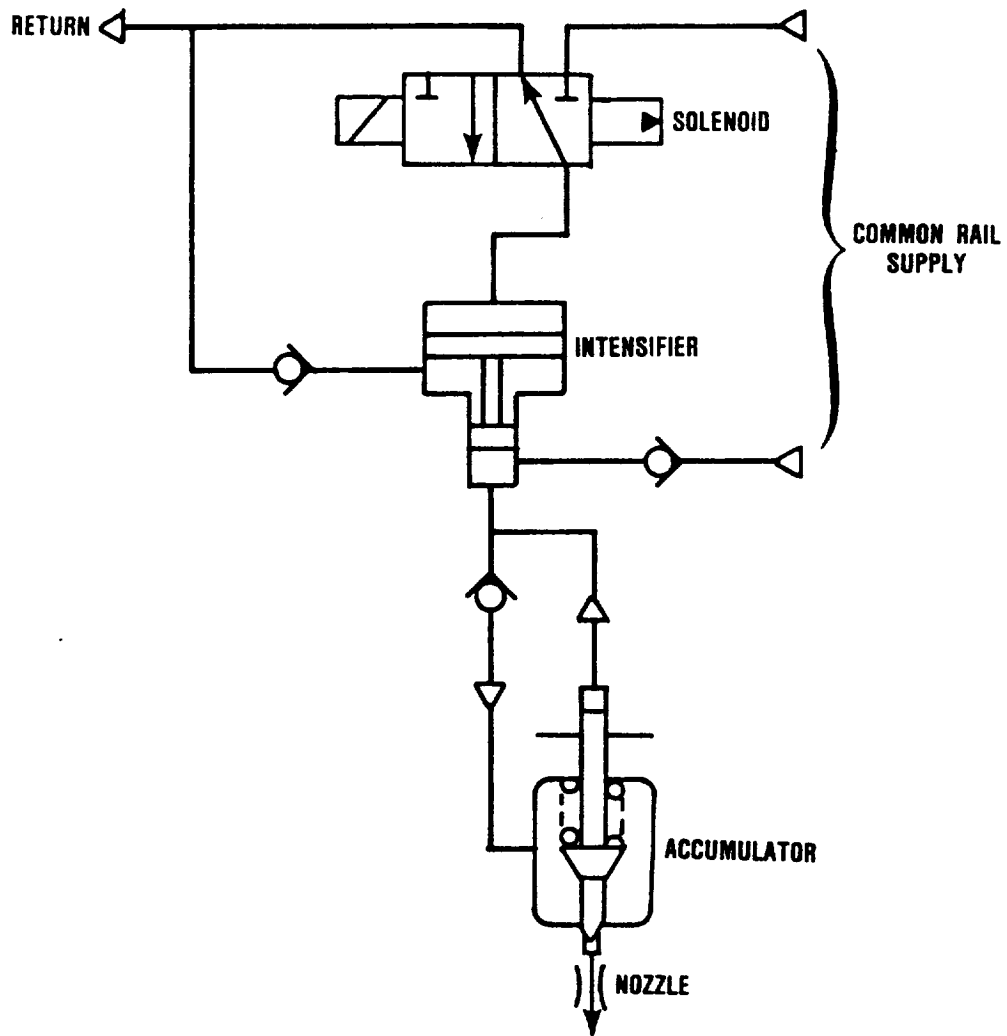 RETURN
SOLENOID
COMMON RAIL
SUPPLY
INTENSIFIER
ACCUMULATOR
NOZZLE